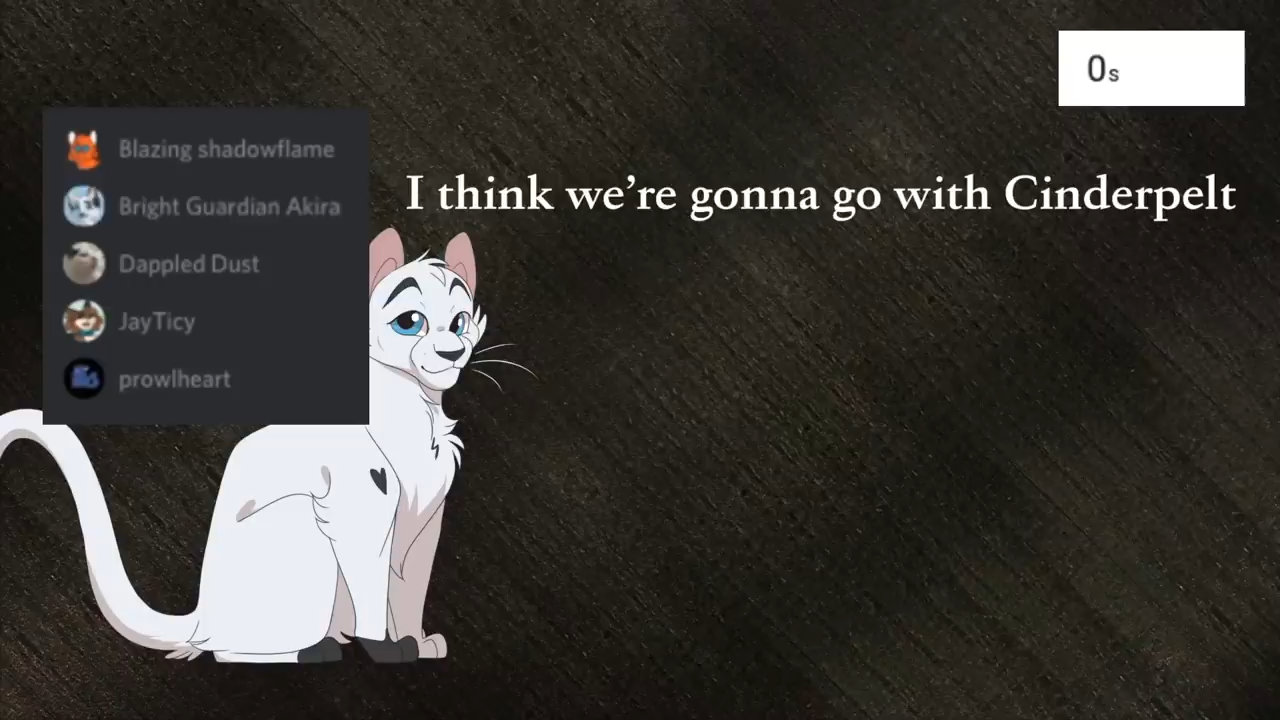 0s
Blazing shadowflame
I think we’re gonna go with Cinderpelt
Bright Guardian Akira
Dappled Dust
JayTicy
prowlheart